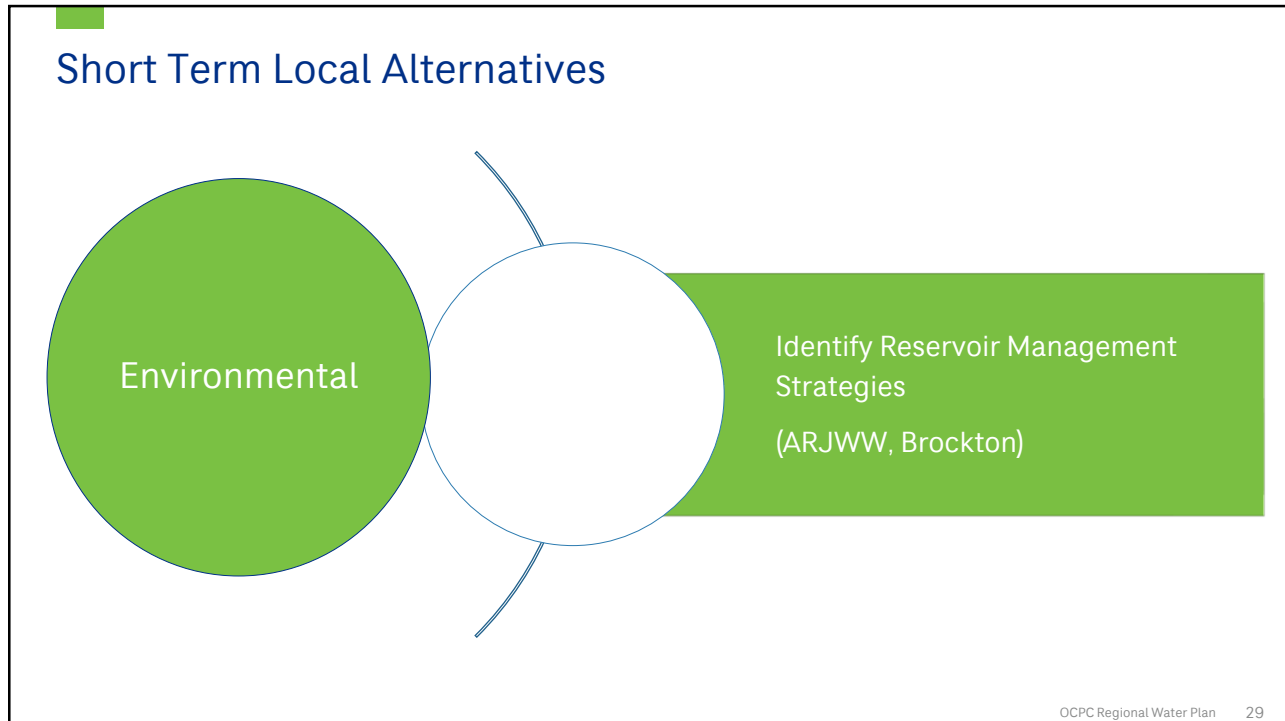 Short Term Local Alternatives
Environmental
Identify Reservoir Management
Strategies
(ARJWW, Brockton)
OCPC Regional Water Plan 29